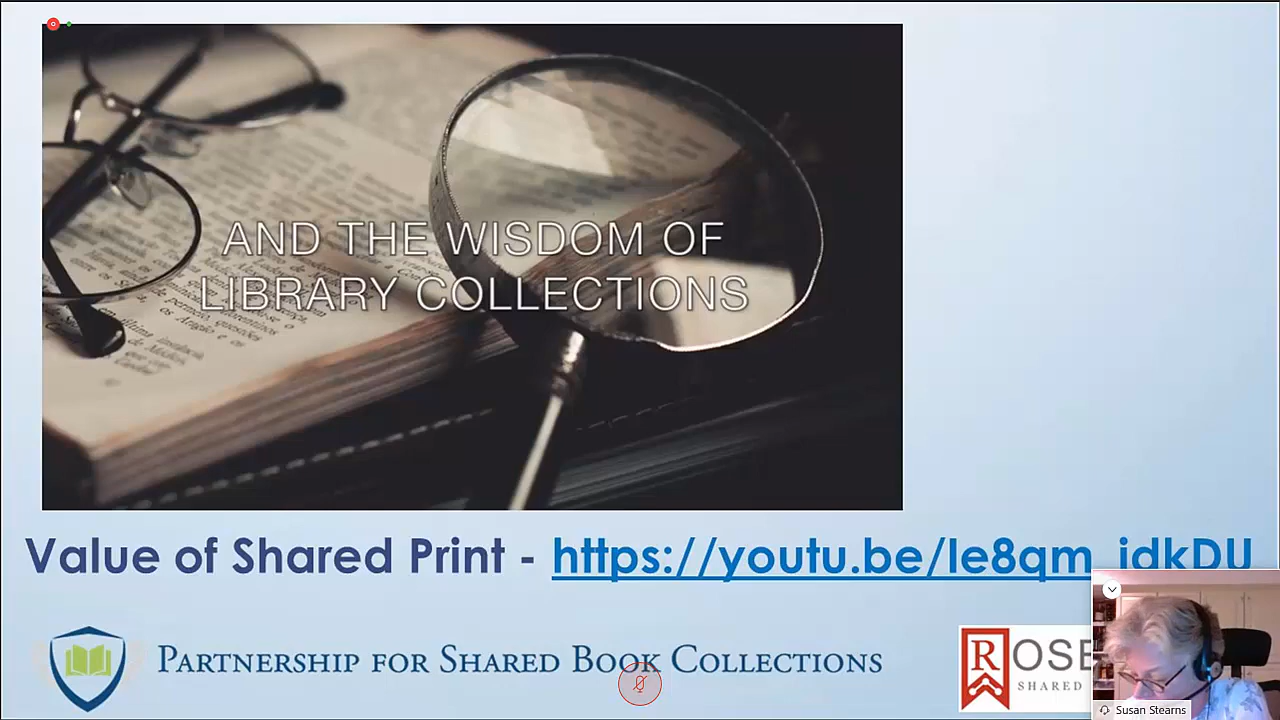 AND THE WISDOM OF
LIBRARY COLLECTIONS
Value of Shared Print - https://youtu.be/Ie8qm_idkDU
PARTNERSHIP FOR SHARED BOOK COLLECTIONS
ROSE
SHARED
Susan Stearns